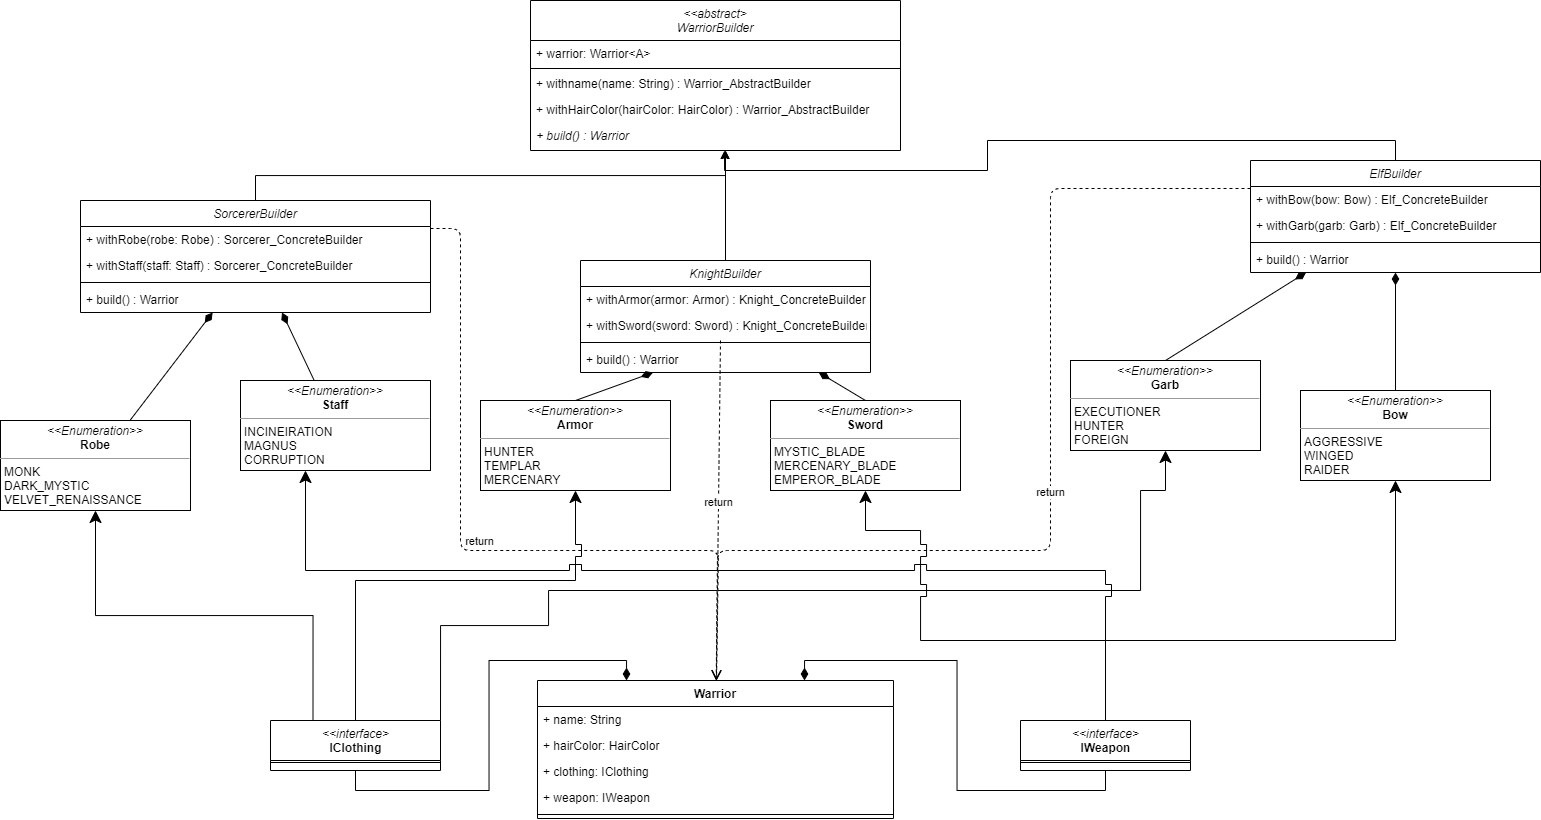 <<abstract>>
WarriorBuilder
+ warrior: Warrior<A>
+ withname(name: String) : Warrior_AbstractBuilder
+ withHairColor(hairColor: HairColor) : Warrior_AbstractBuilder
+ build() : Warrior
ElfBuilder
+ withBow(bow: Bow) : Elf_ConcreteBuilder
+ withGarb(garb: Garb) : Elf_ConcreteBuilder
+ build() : Warrior
SorcererBuilder
+ withRobe(robe: Robe) : Sorcerer_ConcreteBuilder
+ withStaff(staff: Staff) : Sorcerer_ConcreteBuilder
+ build() : Warrior
KnightBuilder
+ withArmor(armor: Armor) : Knight_ConcreteBuilder
+ withSword(sword: Sword) : Knight_ConcreteBuilde
+ build() : Warrior
<<Enumeration>>
Robe
MONK
DARK_MYSTIC
VELVET_RENAISSANCE
<<Enumeration>>
Staff
INCINEIRATION
MAGNUS
CORRUPTION
<<Enumeration>>
Armor
HUNTER
TEMPLAR
MERCENARY
<<Enumeration>>
Sword
MYSTIC_BLADE
MERCENARY_BLADE
EMPEROR_BLADE
<<Enumeration>>
Garb
EXECUTIONER
HUNTER
FOREIGN
<<Enumeration>>
Bow
AGGRESSIVE
WINGED
RAIDER
return
return
return
<<interface>>
IClothing
Warrior
+ name: String
+ hairColor: HairColor
+ clothing: IClothing
+ weapon: IWeapon
<<interface>>
IWeapon